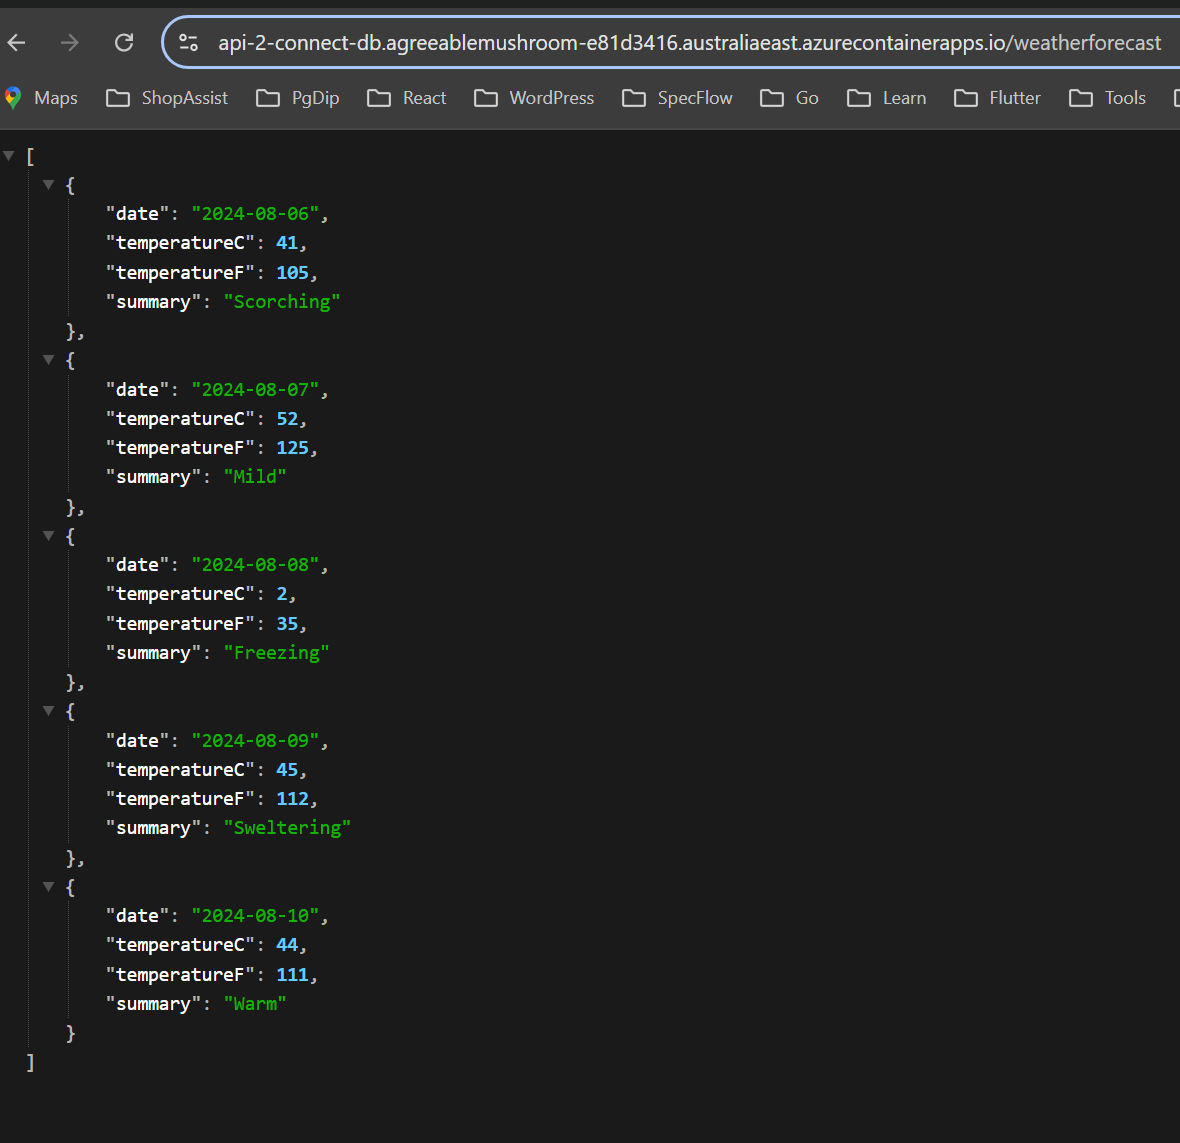 api-2-connect-db.agreeablemushroom-e81d3416.australiaeast.azurecontainerapps.io/weatherforecast
Maps ShopAssist PgDip React WordPress SpecFlow Go Learn Flutter Tools
[
{
"date": "2024-08-06",
"temperatureC": 41,
"temperatureF": 105,
"summary": "Scorching"
},
{
"date": "2024-08-07",
"temperatureC": 52,
"temperatureF": 125,
"summary": "Mild"
},
{
"date": "2024-08-08",
"temperatureC": 2,
"temperatureF": 35,
"summary": "Freezing"
},
{
"date": "2024-08-09",
"temperatureC": 45,
"temperatureF": 112,
"summary": "Sweltering"
},
{
"date": "2024-08-10",
"temperatureC": 44,
"temperatureF": 111,
"summary": "Warm"
}
]